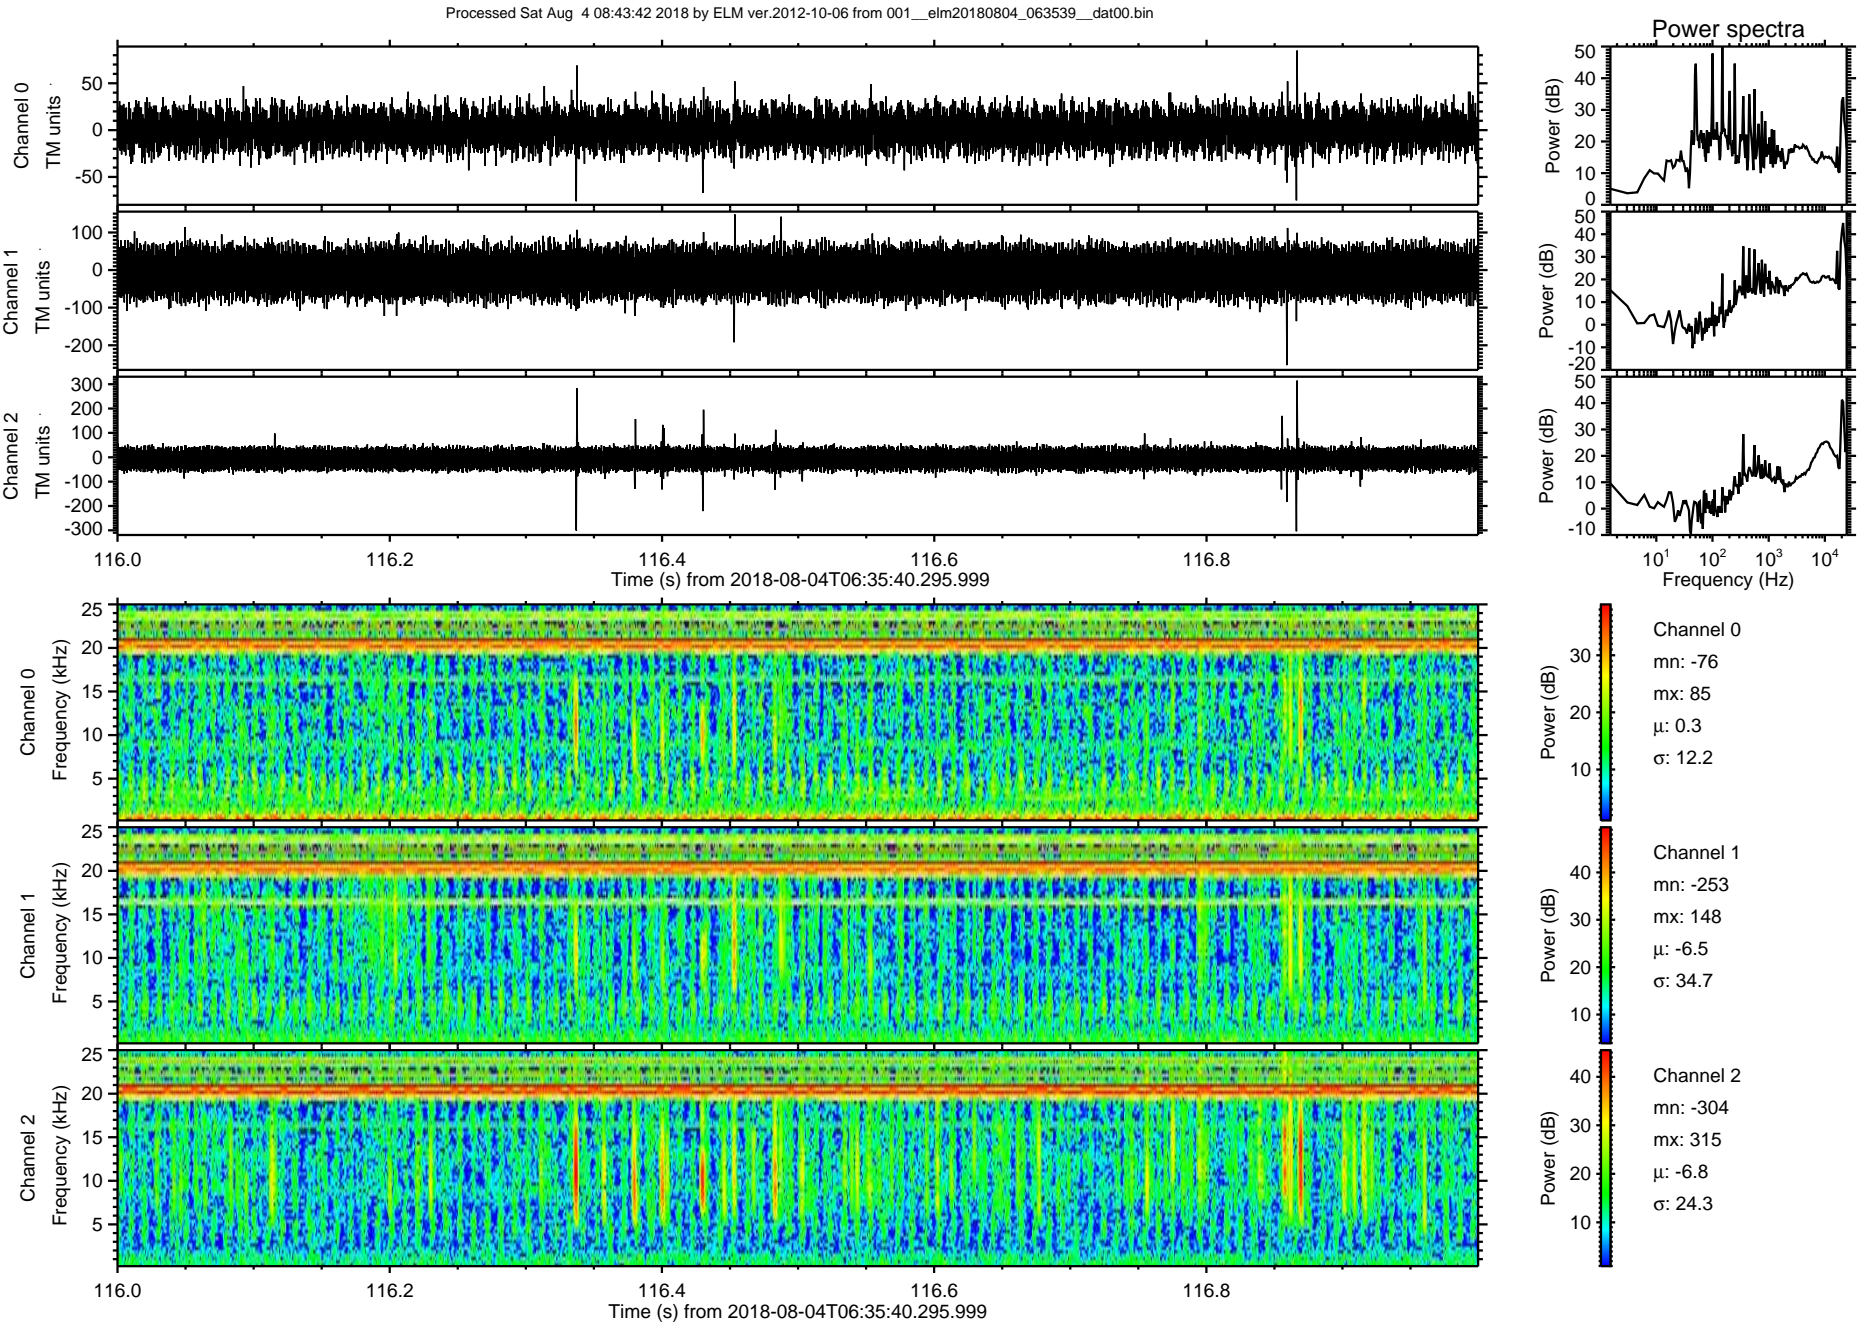 Processed Sat Aug  4 08:43:42 2018 by ELM ver.2012-10-06 from 001__elm20180804_063539__dat00.bin
Power spectra
Channel 0
TM units
50
0
-50
Power (dB)
50
40
30
20
10
0
Channel 1
TM units
100
0
-100
-200
Power (dB)
50
40
30
20
10
0
-10
-20
Channel 2
TM units
300
200
100
0
-100
-200
-300
Power (dB)
50
40
30
20
10
0
-10
116.0 116.2 116.4 116.6 116.8
Time (s) from 2018-08-04T06:35:40.295.999
10¹ 10² 10³ 10⁴
Frequency (Hz)
Channel 0
Frequency (kHz)
25
20
15
10
5
Power (dB)
30
20
10
Channel 0
mn: -76
mx: 85
μ: 0.3
σ: 12.2
Channel 1
Frequency (kHz)
25
20
15
10
5
Power (dB)
40
30
20
10
Channel 1
mn: -253
mx: 148
μ: -6.5
σ: 34.7
Channel 2
Frequency (kHz)
25
20
15
10
5
Power (dB)
40
30
20
10
Channel 2
mn: -304
mx: 315
μ: -6.8
σ: 24.3
116.0 116.2 116.4 116.6 116.8
Time (s) from 2018-08-04T06:35:40.295.999